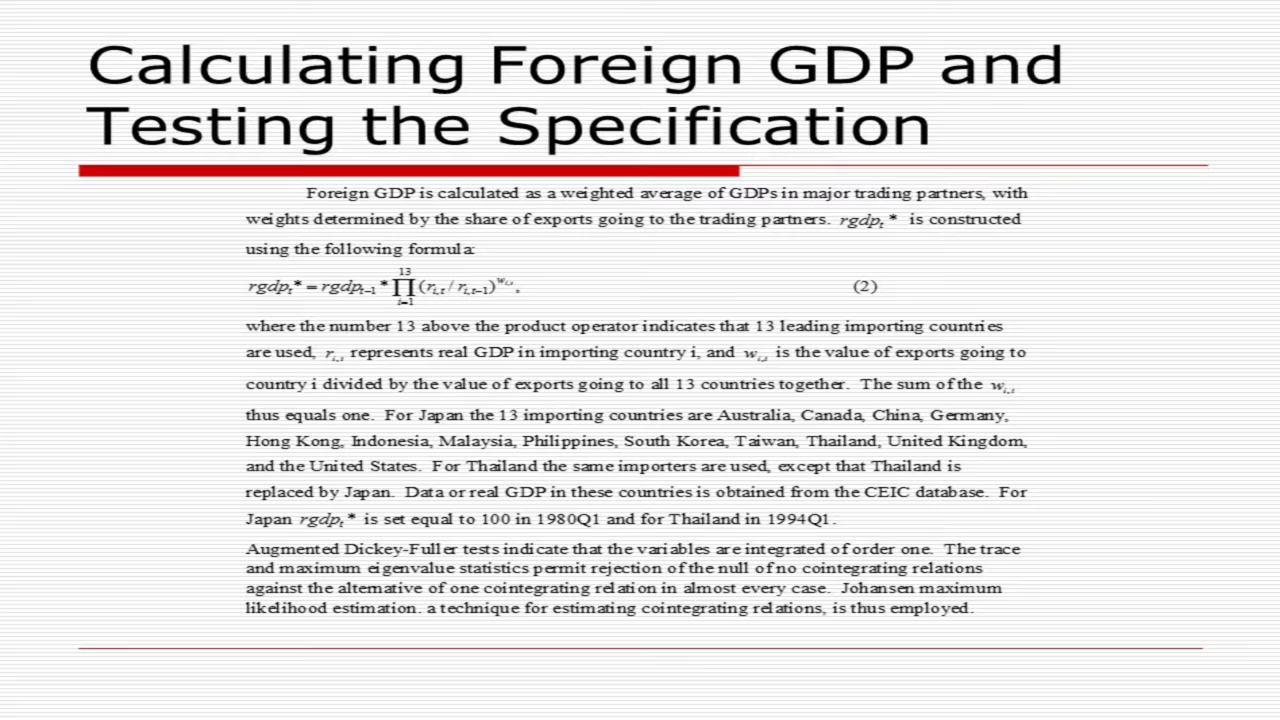 Calculating Foreign GDP and
Testing the Specification
Foreign GDP is calculated as a weighted average of GDPs in major trading partners, with
weights determined by the share of exports going to the trading partners. rgdpₜ * is constructed
using the following formula:
rgdpₜ* = rgdpₜ₋₁ * ∏ᵢ₌₁¹³ (rᵢ,ₜ / rᵢ,ₜ₋₁)^wᵢ,ₜ , (2)
where the number 13 above the product operator indicates that 13 leading importing countries
are used, rᵢ,ₜ represents real GDP in importing country i, and wᵢ,ₜ is the value of exports going to
country i divided by the value of exports going to all 13 countries together. The sum of the wᵢ,ₜ
thus equals one. For Japan the 13 importing countries are Australia, Canada, China, Germany,
Hong Kong, Indonesia, Malaysia, Philippines, South Korea, Taiwan, Thailand, United Kingdom,
and the United States. For Thailand the same importers are used, except that Thailand is
replaced by Japan. Data or real GDP in these countries is obtained from the CEIC database. For
Japan rgdpₜ * is set equal to 100 in 1980Q1 and for Thailand in 1994Q1.
Augmented Dickey-Fuller tests indicate that the variables are integrated of order one. The trace
and maximum eigenvalue statistics permit rejection of the null of no cointegrating relations
against the alternative of one cointegrating relation in almost every case. Johansen maximum
likelihood estimation. a technique for estimating cointegrating relations, is thus employed.